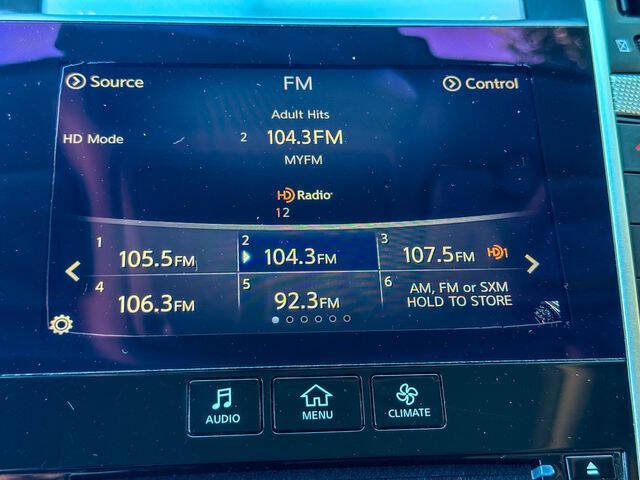 Source FM Control
Adult Hits
HD Mode 2 104.3FM
MYFM
HD Radio
1 2
1 105.5FM 2 104.3FM 3 107.5FM HD1
4 106.3FM 5 92.3FM 6 AM, FM or SXM
HOLD TO STORE
AUDIO MENU CLIMATE